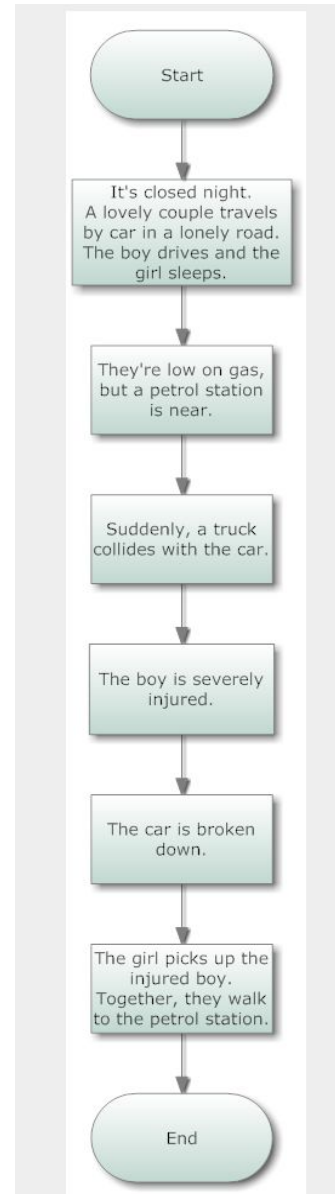 Start
It's closed night.
A lovely couple travels
by car in a lonely road.
The boy drives and the
girl sleeps.
They're low on gas,
but a petrol station
is near.
Suddenly, a truck
collides with the car.
The boy is severely
injured.
The car is broken
down.
The girl picks up the
injured boy.
Together, they walk
to the petrol station.
End